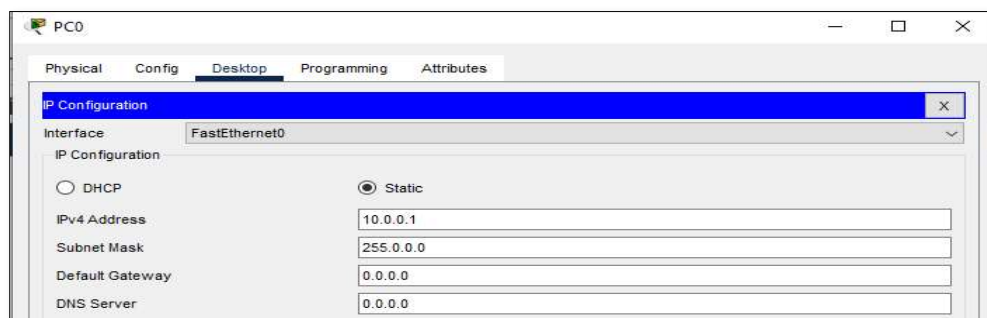 PC0
Physical Config Desktop Programming Attributes
IP Configuration X
Interface FastEthernet0
IP Configuration
DHCP Static
IPv4 Address 10.0.0.1
Subnet Mask 255.0.0.0
Default Gateway 0.0.0.0
DNS Server 0.0.0.0